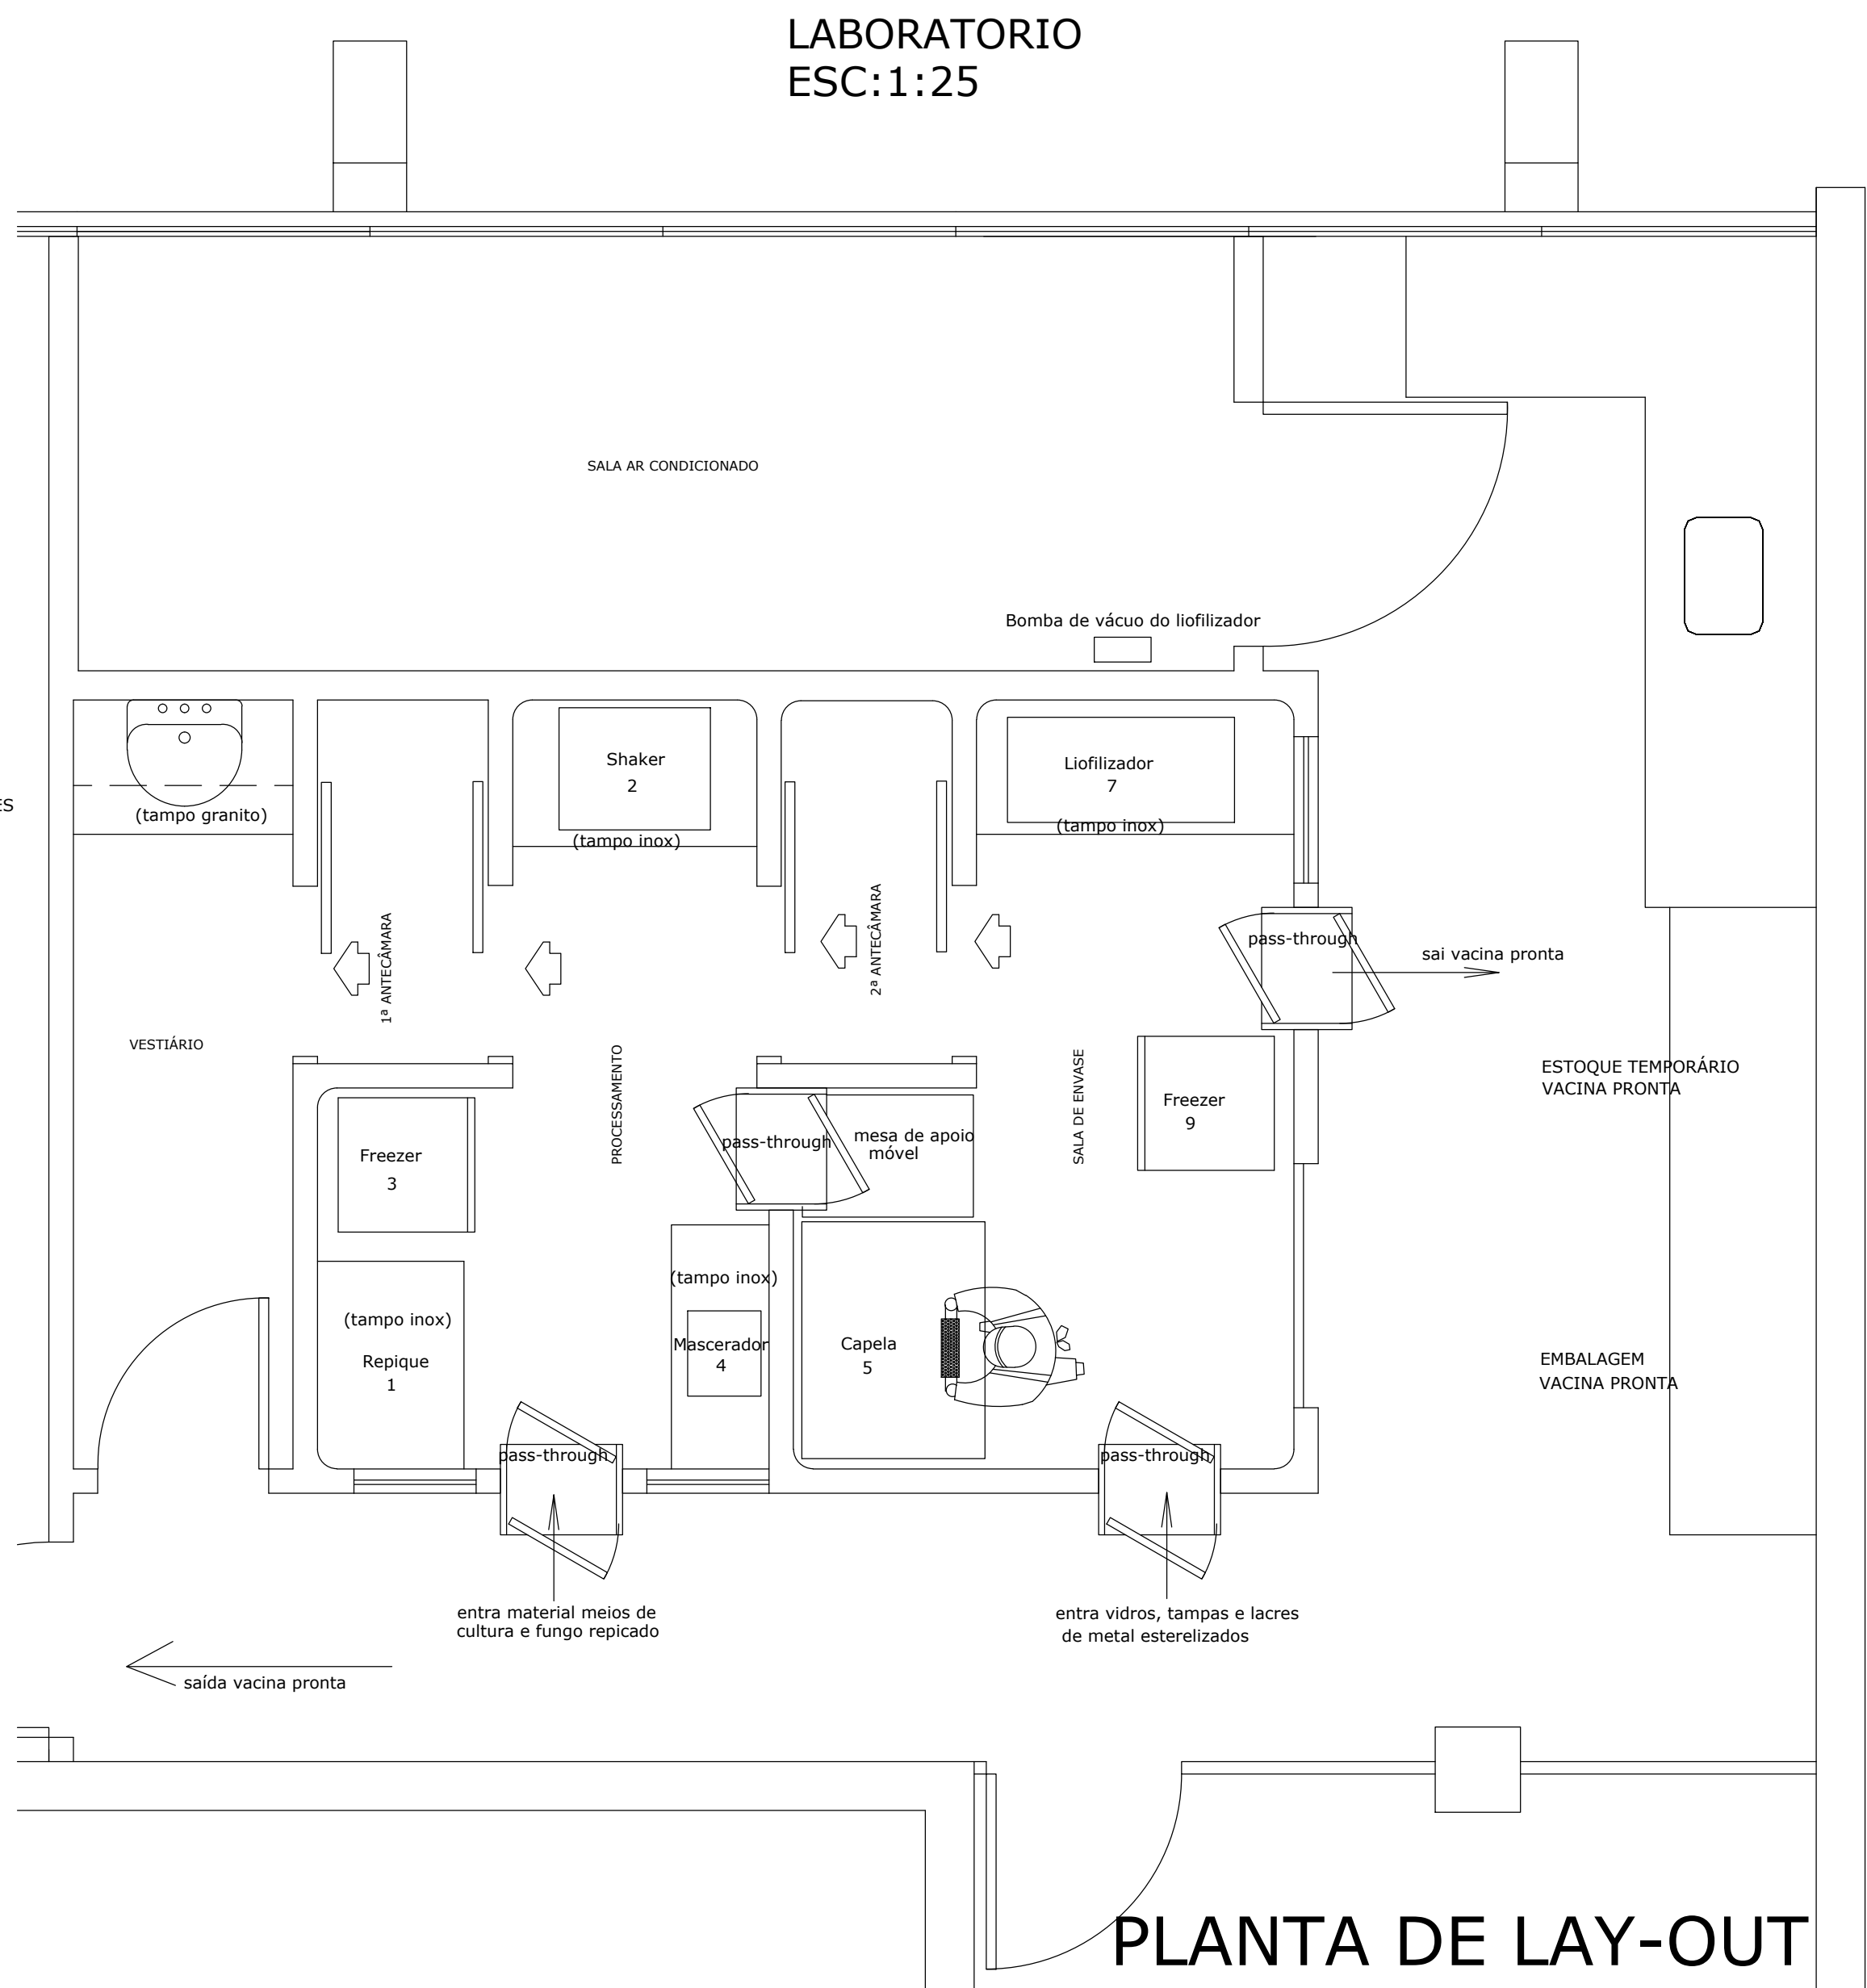 LABORATORIO
ESC:1:25
SALA AR CONDICIONADO
Bomba de vácuo do liofilizador
Shaker
2
(tampo inox)
Liofilizador
7
(tampo inox)
ES
(tampo granito)
1ª ANTECÂMARA
2ª ANTECÂMARA
pass-through
sai vacina pronta
VESTIÁRIO
PROCESSAMENTO
SALA DE ENVASE
ESTOQUE TEMPORÁRIO
VACINA PRONTA
Freezer
9
Freezer
3
pass-through
mesa de apoio
móvel
(tampo inox)
Repique
1
(tampo inox)
Mascerador
4
Capela
5
EMBALAGEM
VACINA PRONTA
pass-through
pass-through
entra material meios de
cultura e fungo repicado
entra vidros, tampas e lacres
de metal esterelizados
saída vacina pronta
PLANTA DE LAY-OUT